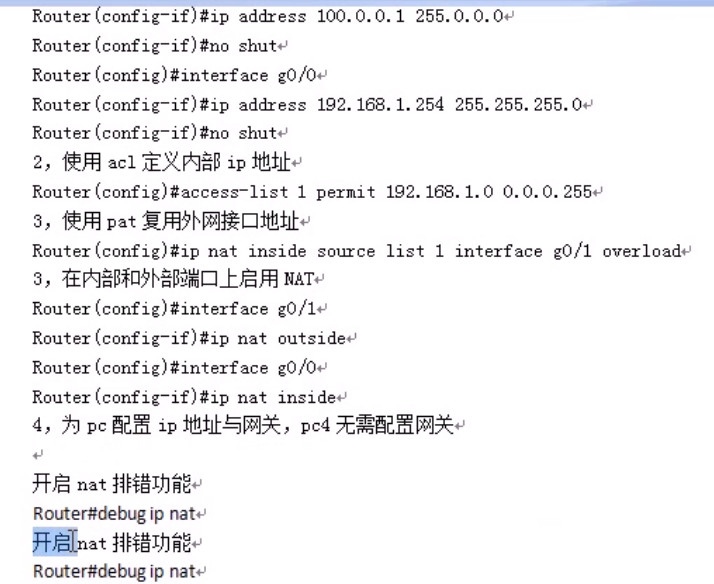 Router(config-if)#ip address 100.0.0.1 255.0.0.0
Router(config-if)#no shut
Router(config)#interface g0/0
Router(config-if)#ip address 192.168.1.254 255.255.255.0
Router(config-if)#no shut
2，使用 acl 定义内部 ip 地址
Router(config)#access-list 1 permit 192.168.1.0 0.0.0.255
3，使用 pat 复用外网接口地址
Router(config)#ip nat inside source list 1 interface g0/1 overload
3，在内部和外部端口上启用 NAT
Router(config)#interface g0/1
Router(config-if)#ip nat outside
Router(config)#interface g0/0
Router(config-if)#ip nat inside
4，为 pc 配置 ip 地址与网关，pc4 无需配置网关
开启 nat 排错功能
Router#debug ip nat
开启 nat 排错功能
Router#debug ip nat